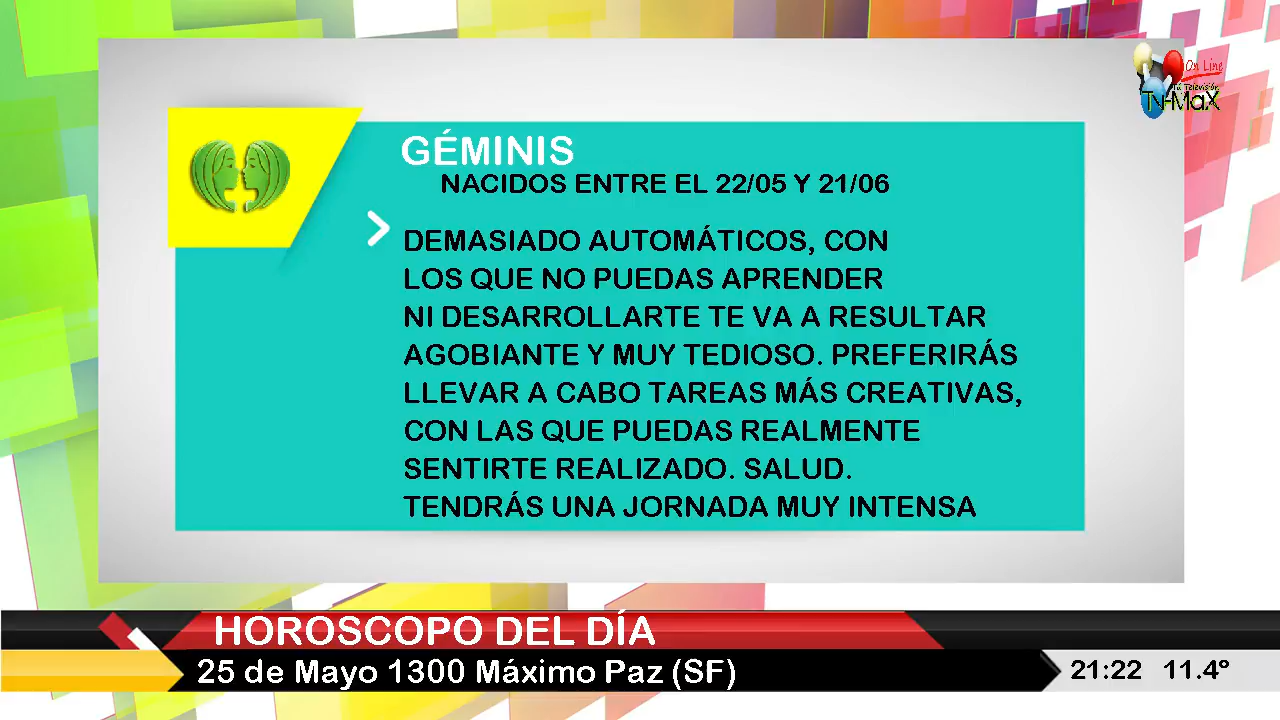 On Line
Tú Televisión
TV-MaX
GÉMINIS
NACIDOS ENTRE EL 22/05 Y 21/06
DEMASIADO AUTOMÁTICOS, CON
LOS QUE NO PUEDAS APRENDER
NI DESARROLLARTE TE VA A RESULTAR
AGOBIANTE Y MUY TEDIOSO. PREFERIRÁS
LLEVAR A CABO TAREAS MÁS CREATIVAS,
CON LAS QUE PUEDAS REALMENTE
SENTIRTE REALIZADO. SALUD.
TENDRÁS UNA JORNADA MUY INTENSA
HOROSCOPO DEL DÍA
25 de Mayo 1300 Máximo Paz (SF)
21:22 11.4°